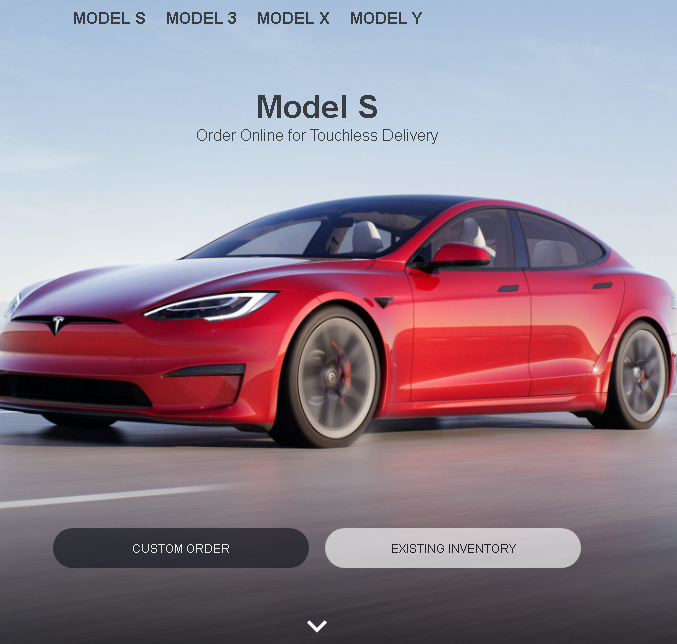 MODEL S MODEL 3 MODEL X MODEL Y
Model S
Order Online for Touchless Delivery
CUSTOM ORDER EXISTING INVENTORY